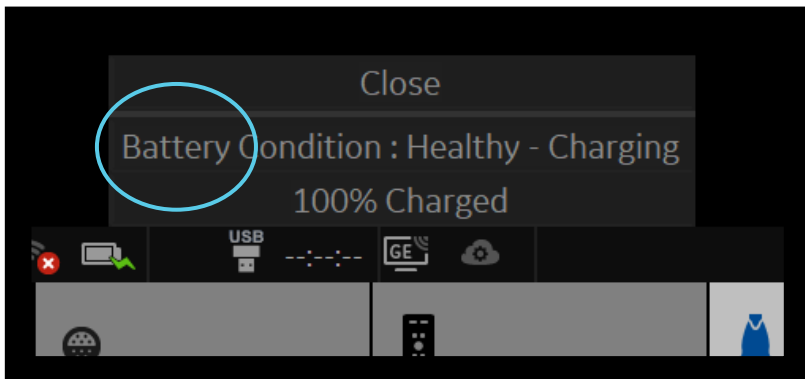 Close
Battery Condition : Healthy - Charging
100% Charged
USB
--:--:--
GE